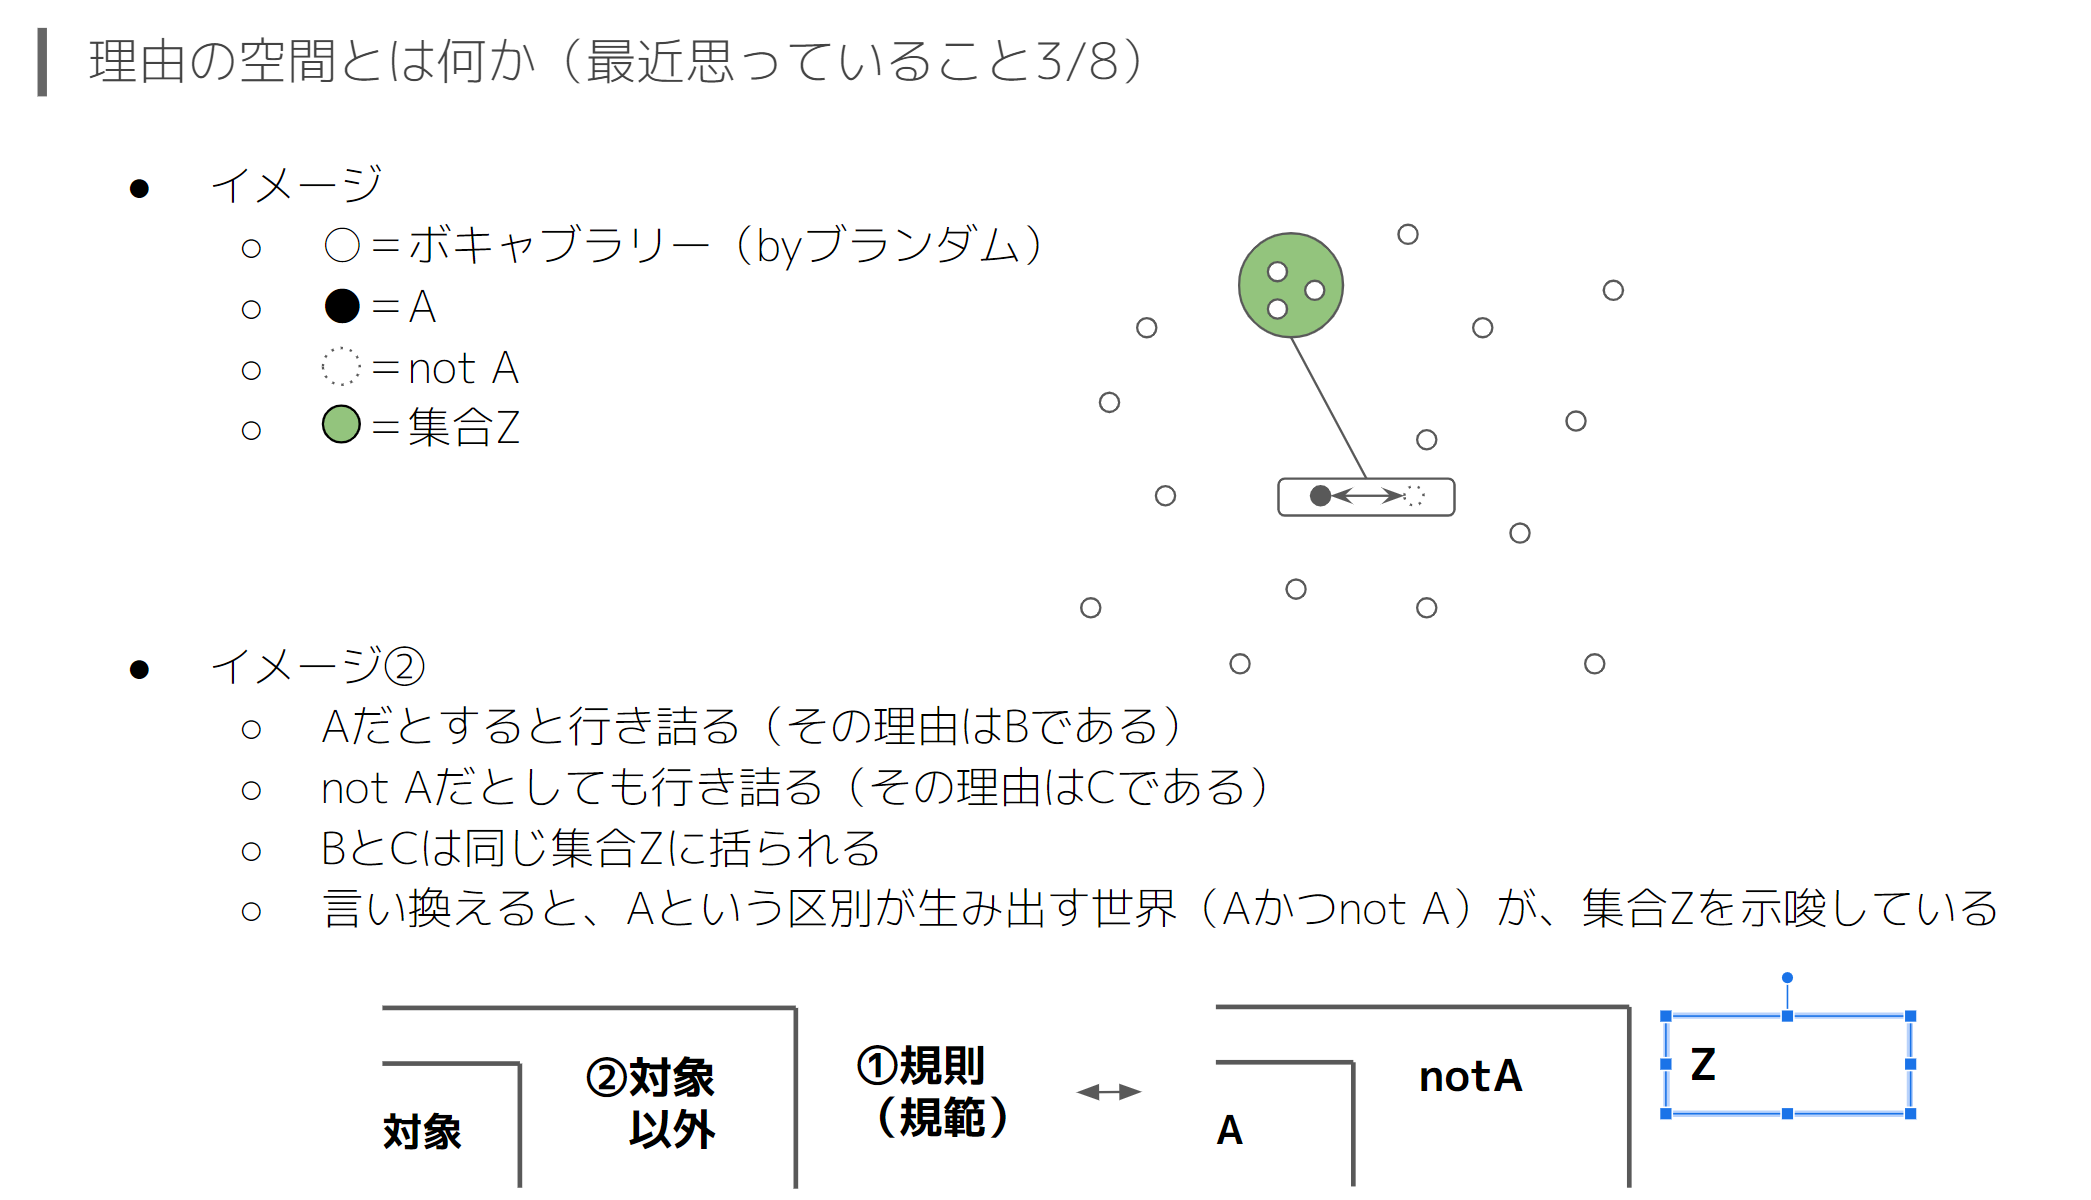 理由の空間とは何か（最近思っていること3/8）
● イメージ
○ ○＝ボキャブラリー（byブランダム）
○ ●＝A
○ ＝not A
○ ＝集合Z
● イメージ②
○ Aだとすると行き詰る（その理由はBである）
○ not Aだとしても行き詰る（その理由はCである）
○ BとCは同じ集合Zに括られる
○ 言い換えると、Aという区別が生み出す世界（Aかつnot A）が、集合Zを示唆している
対象
②対象
以外
①規則
（規範）
A
notA
Z